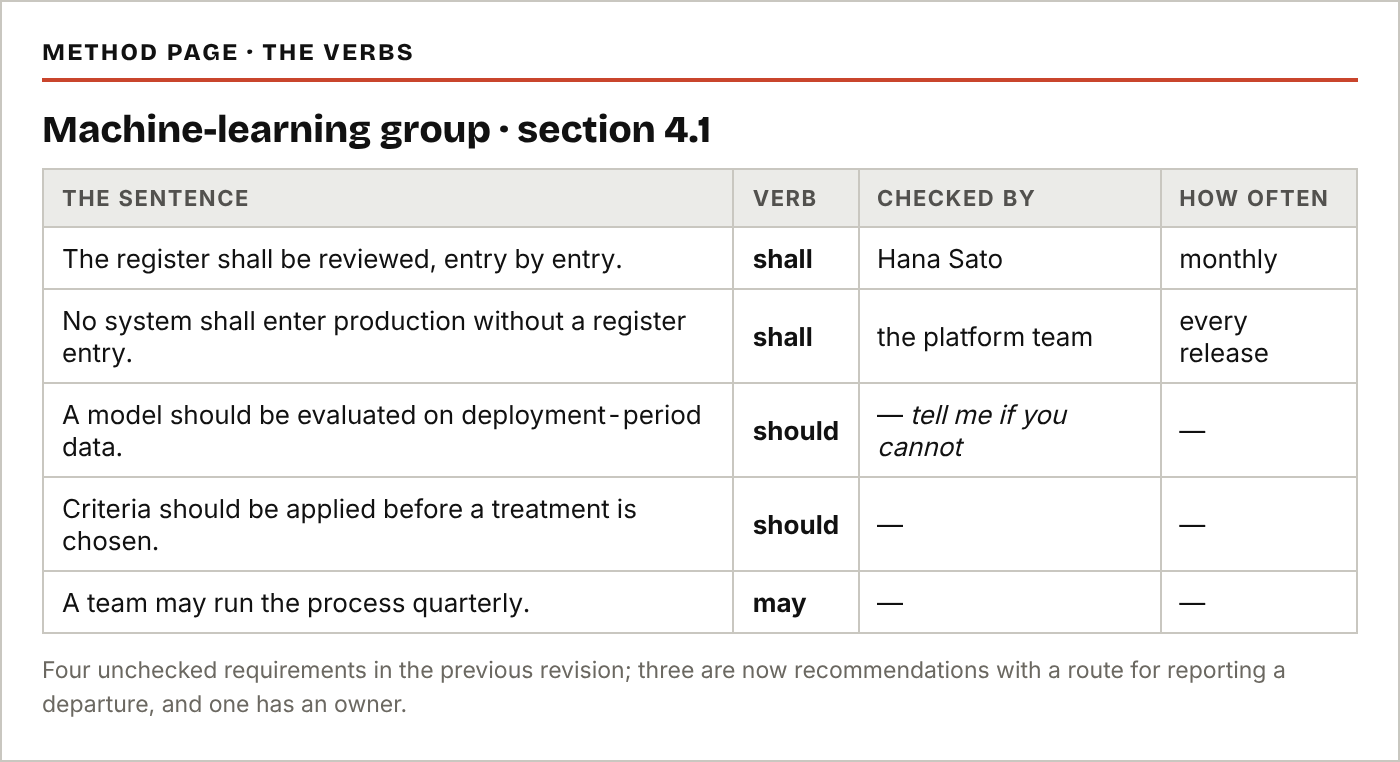 METHOD PAGE · THE VERBS
Machine-learning group · section 4.1
THE SENTENCE VERB CHECKED BY HOW OFTEN
The register shall be reviewed, entry by entry. shall Hana Sato monthly
No system shall enter production without a register
entry.
shall
the platform team
every
release
A model should be evaluated on deployment-period
data.
should
— tell me if you
cannot
—
Criteria should be applied before a treatment is
chosen.
should
—
—
A team may run the process quarterly. may — —
Four unchecked requirements in the previous revision; three are now recommendations with a route for reporting a
departure, and one has an owner.